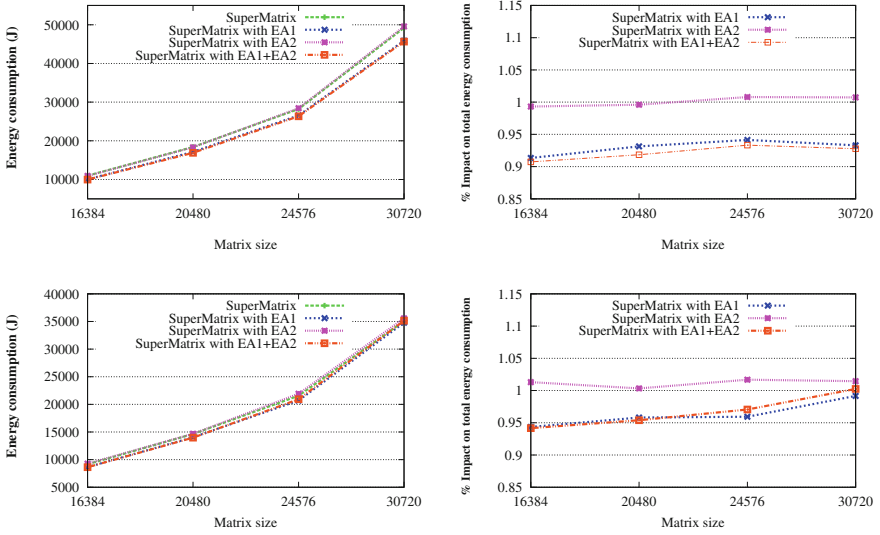 Energy consumption (J)
50000
40000
30000
20000
10000
SuperMatrix
SuperMatrix with EA1
SuperMatrix with EA2
SuperMatrix with EA1+EA2
16384
20480
24576
30720
Matrix size
% Impact on total energy consumption
1.15
1.1
1.05
1
0.95
0.9
0.85
SuperMatrix with EA1
SuperMatrix with EA2
SuperMatrix with EA1+EA2
16384
20480
24576
30720
Matrix size
Energy consumption (J)
40000
35000
30000
25000
20000
15000
10000
5000
SuperMatrix
SuperMatrix with EA1
SuperMatrix with EA2
SuperMatrix with EA1+EA2
16384
20480
24576
30720
Matrix size
% Impact on total energy consumption
1.15
1.1
1.05
1
0.95
0.9
0.85
SuperMatrix with EA1
SuperMatrix with EA2
SuperMatrix with EA1+EA2
16384
20480
24576
30720
Matrix size